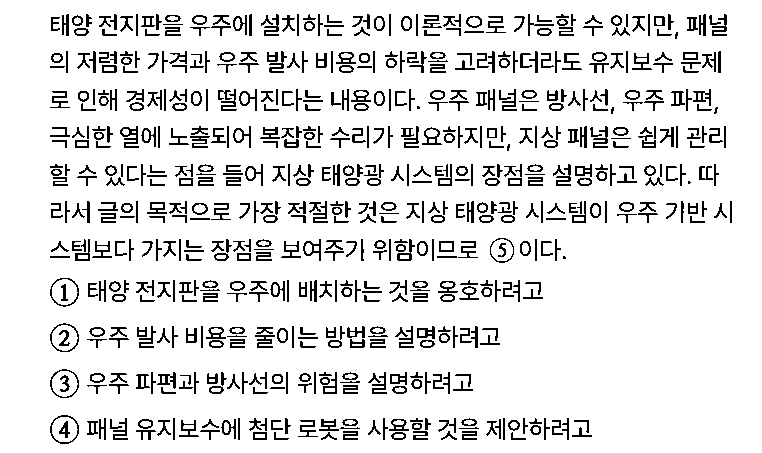 태양 전지판을 우주에 설치하는 것이 이론적으로 가능할 수 있지만, 패널
의 저렴한 가격과 우주 발사 비용의 하락을 고려하더라도 유지보수 문제
로 인해 경제성이 떨어진다는 내용이다. 우주 패널은 방사선, 우주 파편,
극심한 열에 노출되어 복잡한 수리가 필요하지만, 지상 패널은 쉽게 관리
할 수 있다는 점을 들어 지상 태양광 시스템의 장점을 설명하고 있다. 따
라서 글의 목적으로 가장 적절한 것은 지상 태양광 시스템이 우주 기반 시
스템보다 가지는 장점을 보여주기 위함이므로 ⑤이다.
① 태양 전지판을 우주에 배치하는 것을 옹호하려고
② 우주 발사 비용을 줄이는 방법을 설명하려고
③ 우주 파편과 방사선의 위험을 설명하려고
④ 패널 유지보수에 첨단 로봇을 사용할 것을 제안하려고